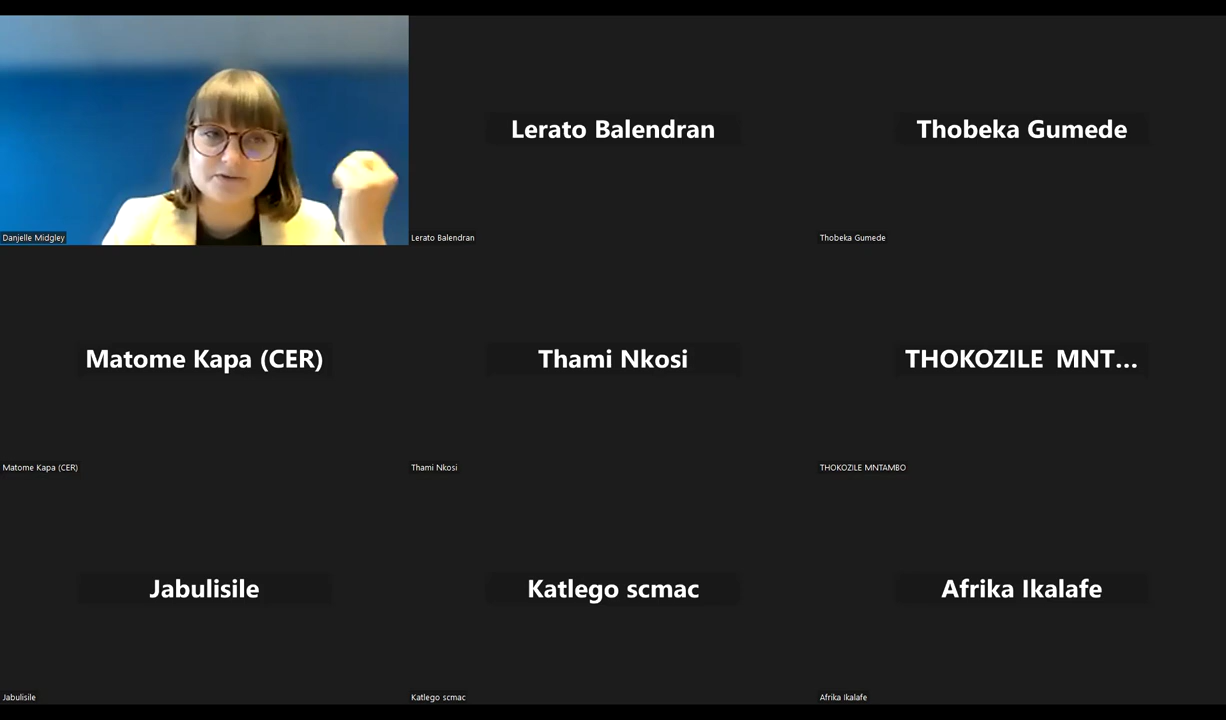 Lerato Balendran
Thobeka Gumede
Danjelle Midgley
Lerato Balendran
Thobeka Gumede
Matome Kapa (CER)
Thami Nkosi
THOKOZILE MNT...
Matome Kapa (CER)
Thami Nkosi
THOKOZILE MNTAMBO
Jabulisile
Katlego scmac
Afrika Ikalafe
Jabulisile
Katlego scmac
Afrika Ikalafe